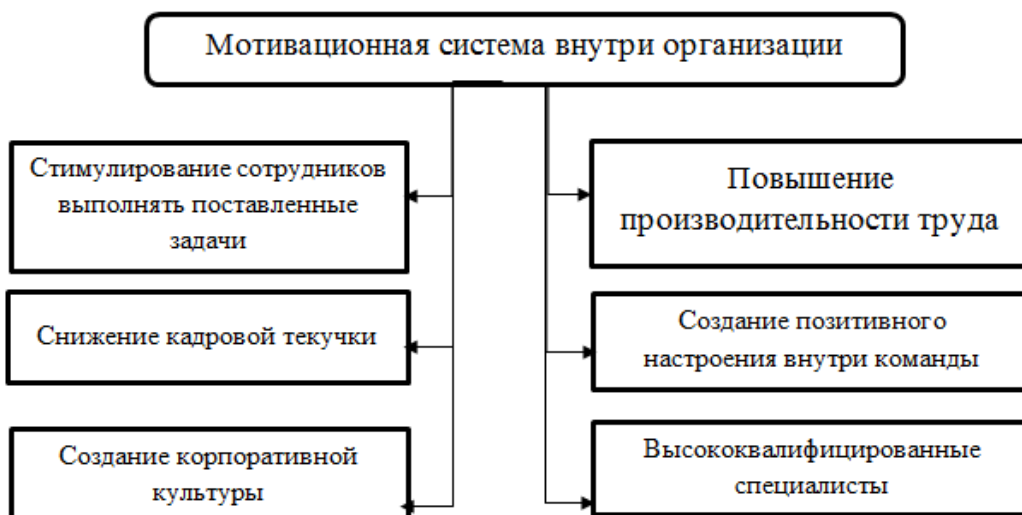 Мотивационная система внутри организации
Стимулирование сотрудников
выполнять поставленные
задачи
Повышение
производительности труда
Снижение кадровой текучки
Создание позитивного
настроения внутри команды
Создание корпоративной
культуры
Высококвалифицированные
специалисты